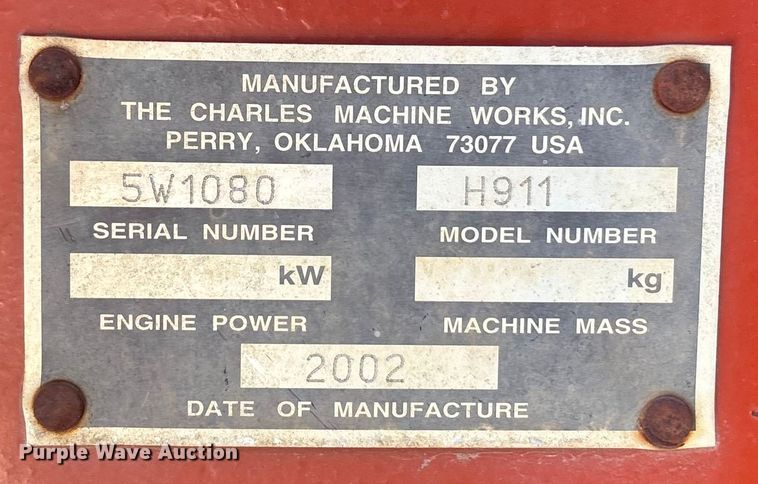 MANUFACTURED BY
THE CHARLES MACHINE WORKS, INC.
PERRY, OKLAHOMA 73077 USA
5W1080 H911
SERIAL NUMBER MODEL NUMBER
kW kg
ENGINE POWER MACHINE MASS
2002
DATE OF MANUFACTURE
Purple Wave Auction